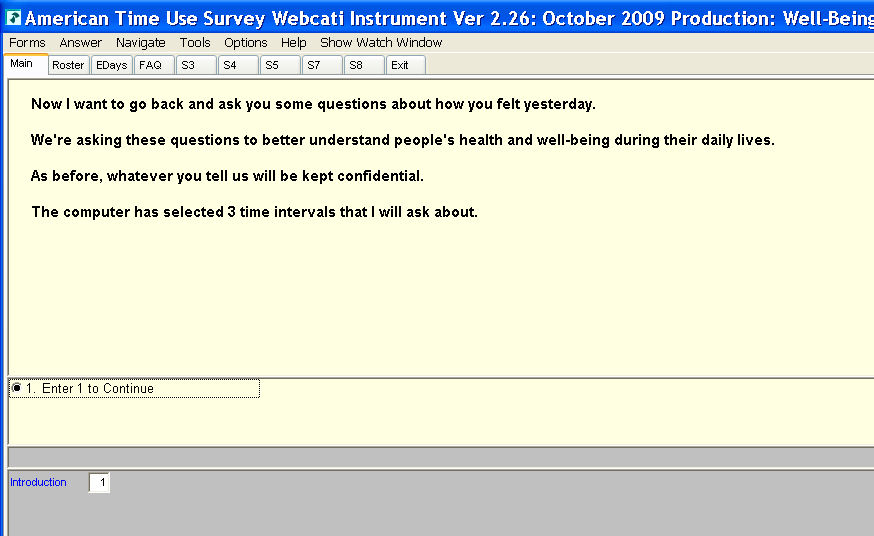 American Time Use Survey Webcati Instrument Ver 2.26: October 2009 Production: Well-Being
Forms Answer Navigate Tools Options Help Show Watch Window
Main Roster EDays FAQ S3 S4 S5 S7 S8 Exit
Now I want to go back and ask you some questions about how you felt yesterday.
We're asking these questions to better understand people's health and well-being during their daily lives.
As before, whatever you tell us will be kept confidential.
The computer has selected 3 time intervals that I will ask about.
1. Enter 1 to Continue
Introduction 1